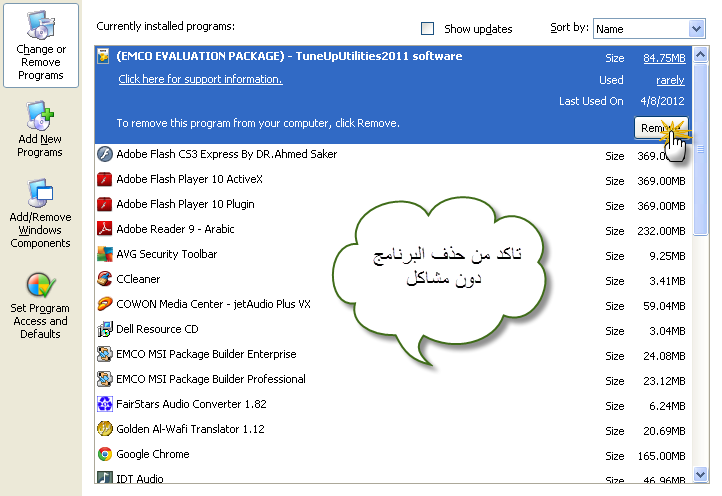 Change or
Remove
Programs
Add New
Programs
Add/Remove
Windows
Components
Set Program
Access and
Defaults
Currently installed programs:
Show updates
Sort by: Name
(EMCO EVALUATION PACKAGE) - TuneUpUtilities2011 software Size 84.75MB
Click here for support information. Used rarely
Last Used On 4/8/2012
To remove this program from your computer, click Remove.
Adobe Flash CS3 Express By DR.Ahmed Saker Size 369.00MB
Adobe Flash Player 10 ActiveX Size 369.00MB
Adobe Flash Player 10 Plugin Size 369.00MB
Adobe Reader 9 - Arabic Size 232.00MB
AVG Security Toolbar Size 9.25MB
CCleaner Size 3.41MB
COWON Media Center - jetAudio Plus VX Size 59.04MB
Dell Resource CD Size 3.04MB
EMCO MSI Package Builder Enterprise Size 24.08MB
EMCO MSI Package Builder Professional Size 23.12MB
FairStars Audio Converter 1.82 Size 6.24MB
Golden Al-Wafi Translator 1.12 Size 20.69MB
Google Chrome Size 165.00MB
IDT Audio Size 46.96MB
تاكد من حذف البرنامج
دون مشاكل